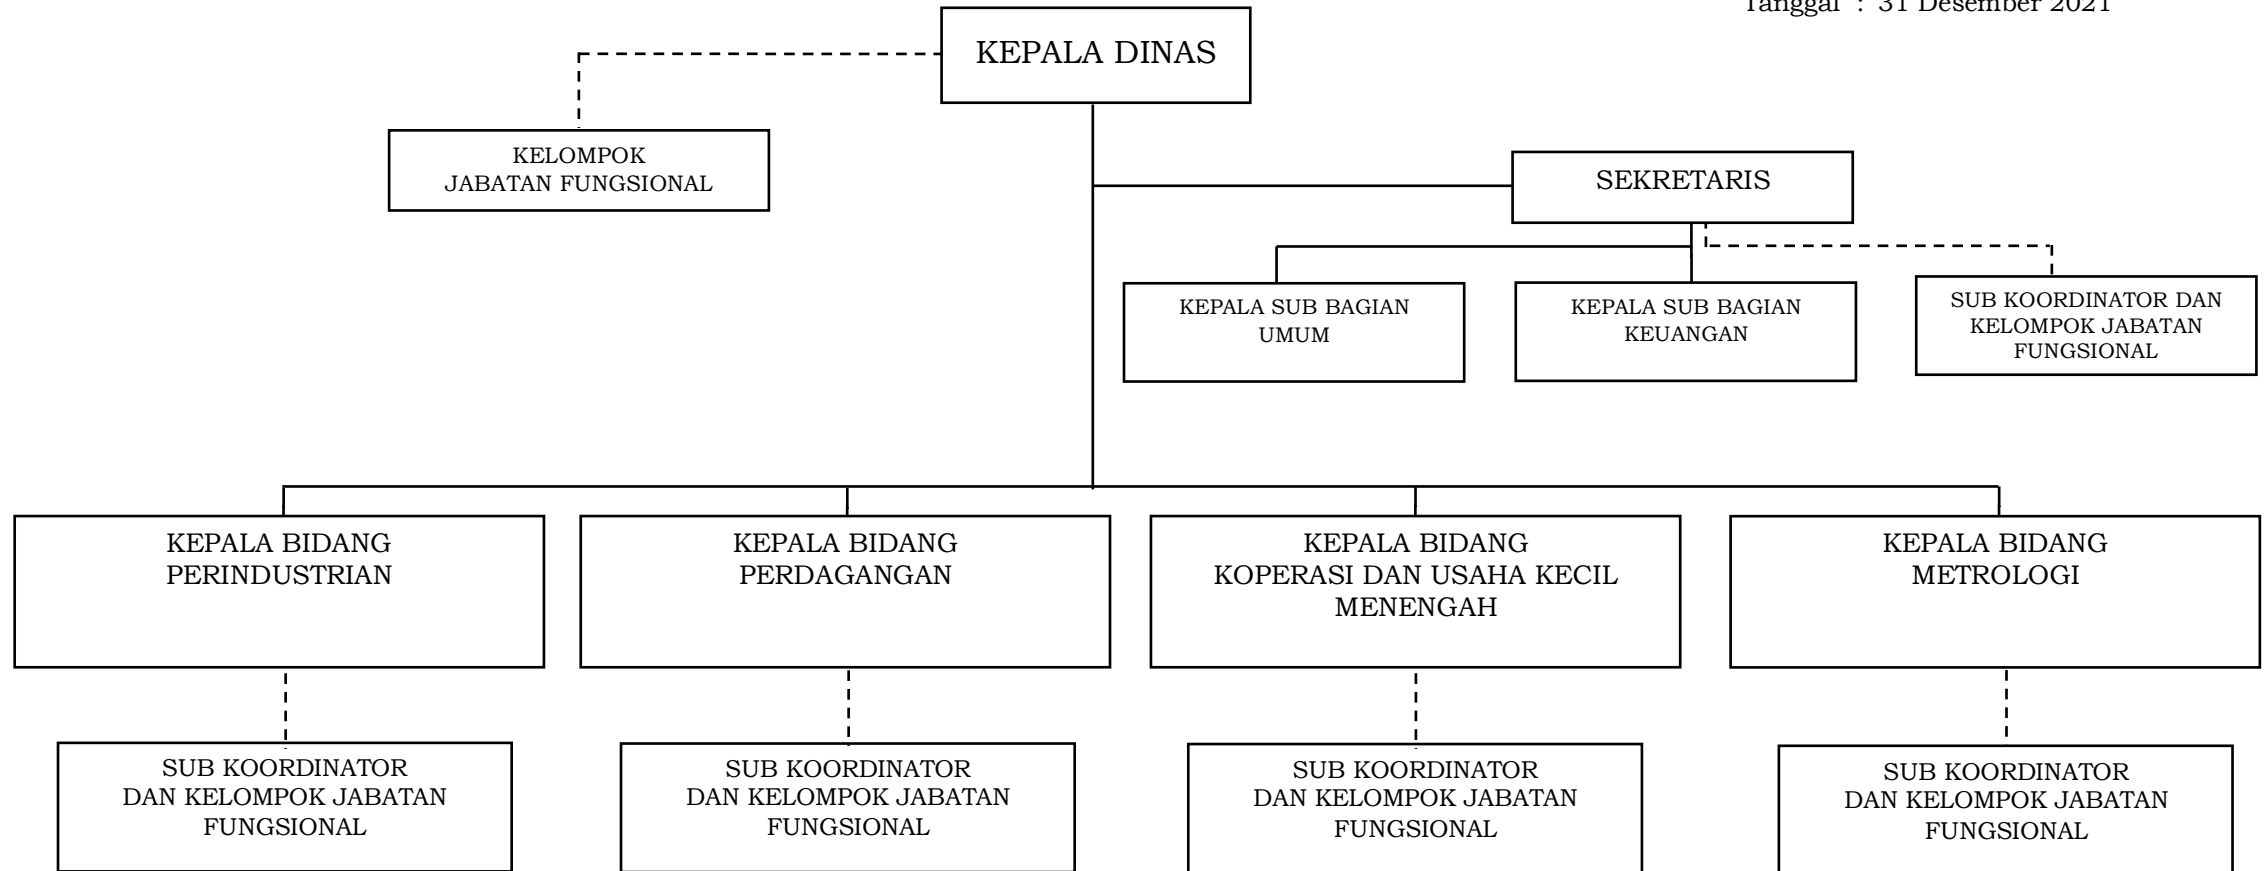 Tanggal : 31 Desember 2021
KEPALA DINAS
KELOMPOK
JABATAN FUNGSIONAL
SEKRETARIS
KEPALA SUB BAGIAN
UMUM
KEPALA SUB BAGIAN
KEUANGAN
SUB KOORDINATOR DAN
KELOMPOK JABATAN
FUNGSIONAL
KEPALA BIDANG
PERINDUSTRIAN
KEPALA BIDANG
PERDAGANGAN
KEPALA BIDANG
KOPERASI DAN USAHA KECIL
MENENGAH
KEPALA BIDANG
METROLOGI
SUB KOORDINATOR
DAN KELOMPOK JABATAN
FUNGSIONAL
SUB KOORDINATOR
DAN KELOMPOK JABATAN
FUNGSIONAL
SUB KOORDINATOR
DAN KELOMPOK JABATAN
FUNGSIONAL
SUB KOORDINATOR
DAN KELOMPOK JABATAN
FUNGSIONAL